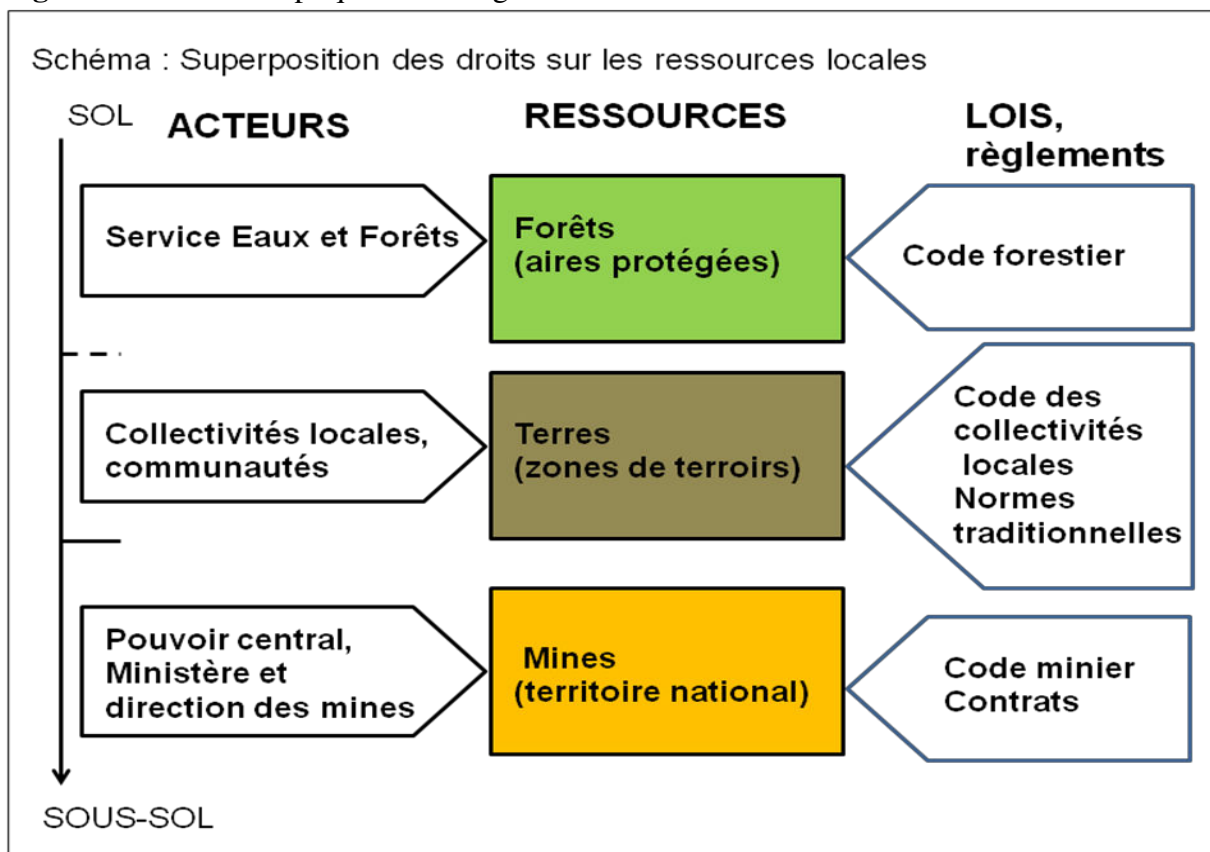 Schéma : Superposition des droits sur les ressources locales
SOL
ACTEURS
RESSOURCES
LOIS,
règlements
Service Eaux et Forêts
Forêts
(aires protégées)
Code forestier
Collectivités locales,
communautés
Terres
(zones de terroirs)
Code des
collectivités
locales
Normes
traditionnelles
Pouvoir central,
Ministère et
direction des mines
Mines
(territoire national)
Code minier
Contrats
SOUS-SOL